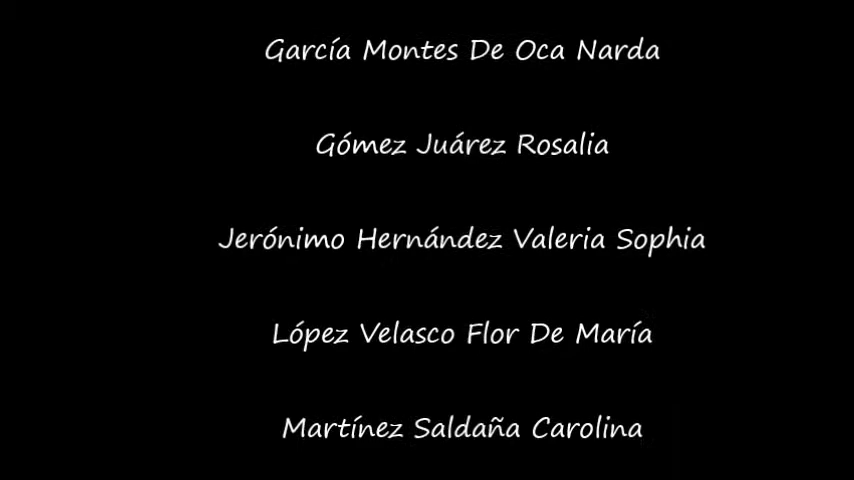 García Montes De Oca Narda
Gómez Juárez Rosalia
Jerónimo Hernández Valeria Sophia
López Velasco Flor De María
Martínez Saldaña Carolina